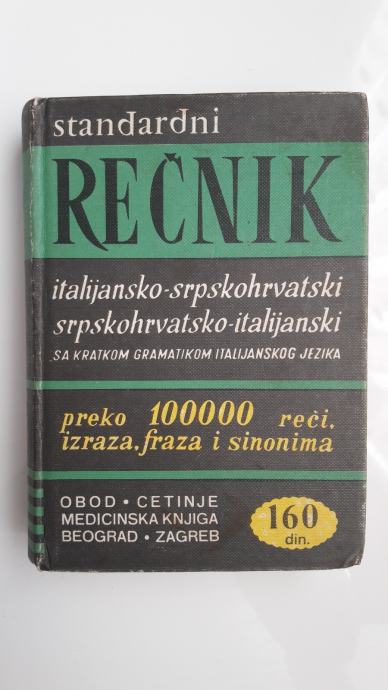 standardni
REČNIK
italijansko-srpskohrvatski
srpskohrvatsko-italijanski
SA KRATKOM GRAMATIKOM ITALIJANSKOG JEZIKA
preko 100000 reči,
izraza, fraza i sinonima
OBOD • CETINJE
MEDICINSKA KNJIGA
BEOGRAD • ZAGREB
160
din.